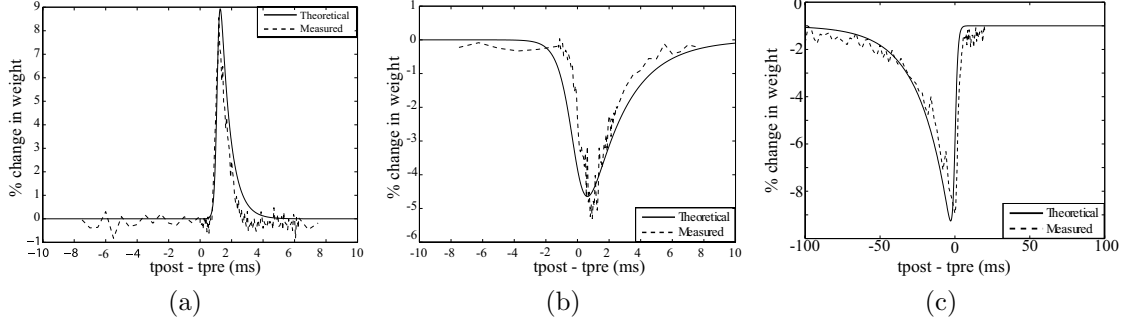 9
8
7
6
5
4
3
2
1
0
−1
% change in weight
Theoretical
Measured
−10 −8 -6 -4 -2 0 2 4 6 8 10
tpost - tpre (ms)
(a)
1
0
-1
-2
-3
-4
-5
-6
% change in weight
Theoretical
Measured
−10 -8 -6 -4 -2 0 2 4 6 8 10
tpost - tpre (ms)
(b)
0
-2
-4
-6
-8
% change in weight
Theoretical
Measured
-100 -50 0 50 100
tpost - tpre (ms)
(c)